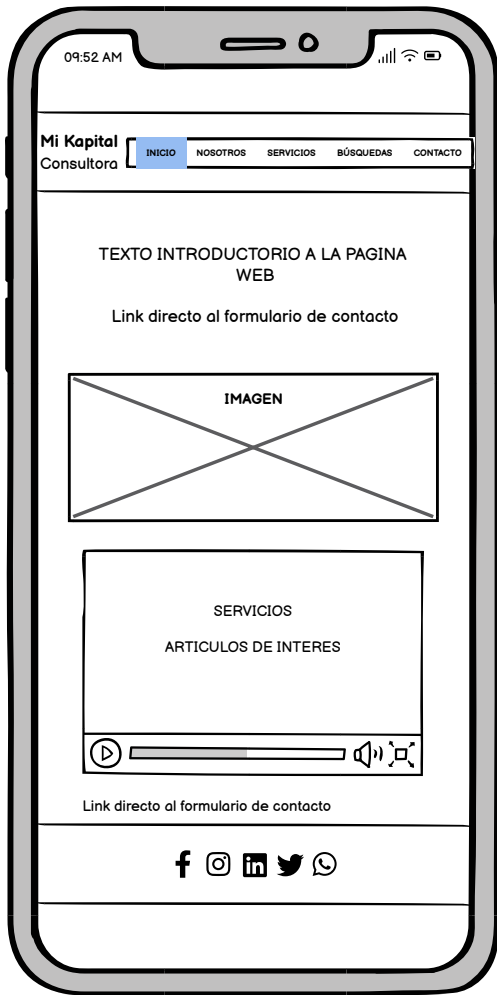 09:52 AM
Mi Kapital
Consultora
INICIO NOSOTROS SERVICIOS BÚSQUEDAS CONTACTO
TEXTO INTRODUCTORIO A LA PAGINA
WEB
Link directo al formulario de contacto
IMAGEN
SERVICIOS
ARTICULOS DE INTERES
Link directo al formulario de contacto